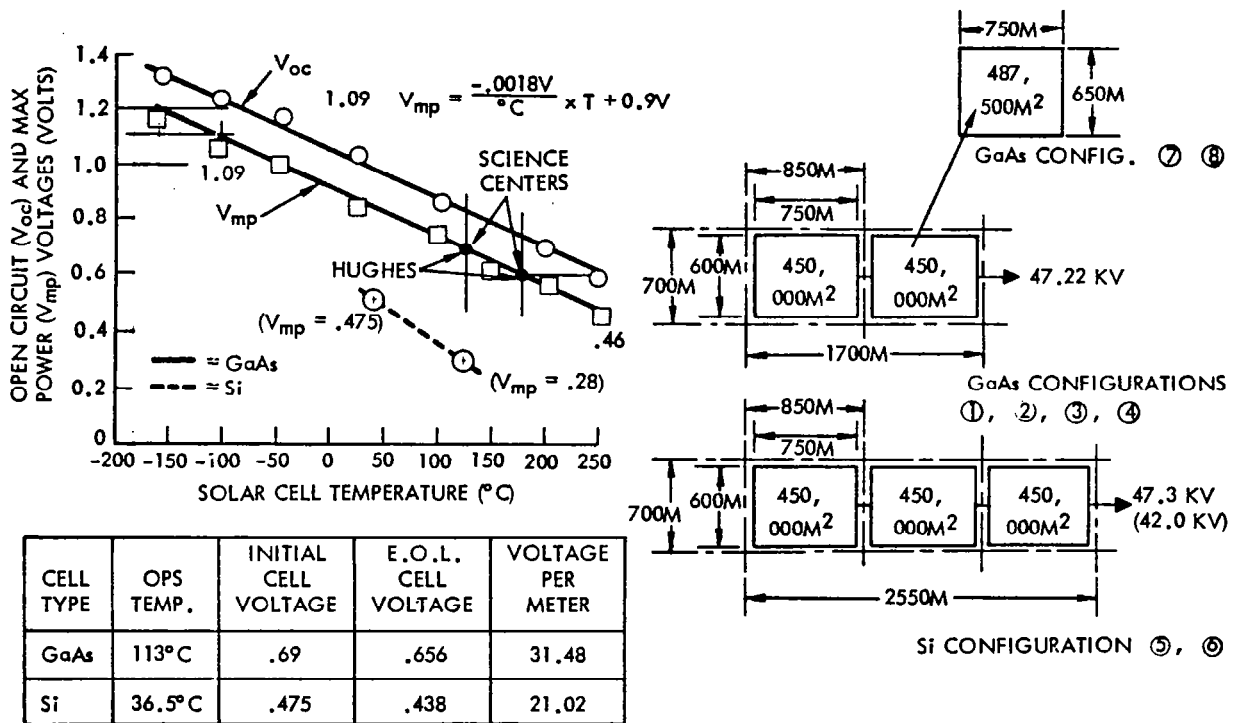 OPEN CIRCUIT (Voc) AND MAX
POWER (Vmp) VOLTAGES (VOLTS)
1.4
1.2
1.0
0.8
0.6
0.4
0.2
0
-200 -150 -100 -50 0 50 100 150 200 250
SOLAR CELL TEMPERATURE (°C)
Voc
1.09
Vmp = -.0018V/°C x T + 0.9V
1.09
Vmp
SCIENCE
CENTERS
HUGHES
(Vmp = .475)
.46
(Vmp = .28)
= GaAs
= Si
CELL TYPE | OPS TEMP. | INITIAL CELL VOLTAGE | E.O.L. CELL VOLTAGE | VOLTAGE PER METER
GaAs | 113°C | .69 | .656 | 31.48
Si | 36.5°C | .475 | .438 | 21.02
750M
487,
500M²
650M
GaAs CONFIG. ⑦ ⑧
850M
750M
700M
600M
450,
000M²
450,
000M²
47.22 KV
1700M
GaAs CONFIGURATIONS
①, ②, ③, ④
850M
750M
700M
600M
450,
000M²
450,
000M²
450,
000M²
47.3 KV
(42.0 KV)
2550M
Si CONFIGURATION ⑤, ⑥